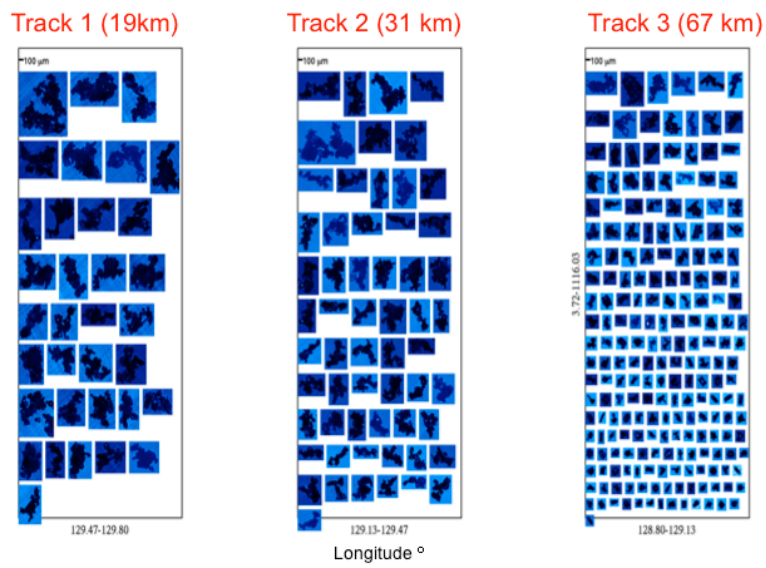 Track 1 (19km)
Track 2 (31 km)
Track 3 (67 km)
100 µm
100 µm
100 µm
3.72-1116.03
129.47-129.80
129.13-129.47
128.80-129.13
Longitude º